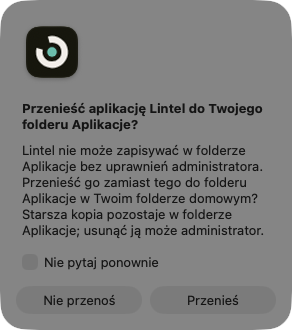 Przenieść aplikację Lintel do Twojego
folderu Aplikacje?
Lintel nie może zapisywać w folderze
Aplikacje bez uprawnień administratora.
Przenieść go zamiast tego do folderu
Aplikacje w Twoim folderze domowym?
Starsza kopia pozostaje w folderze
Aplikacje; usunąć ją może administrator.
Nie pytaj ponownie
Nie przenoś
Przenieś